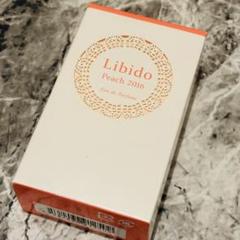 Libido
Peach 2016
Eau de Parfum